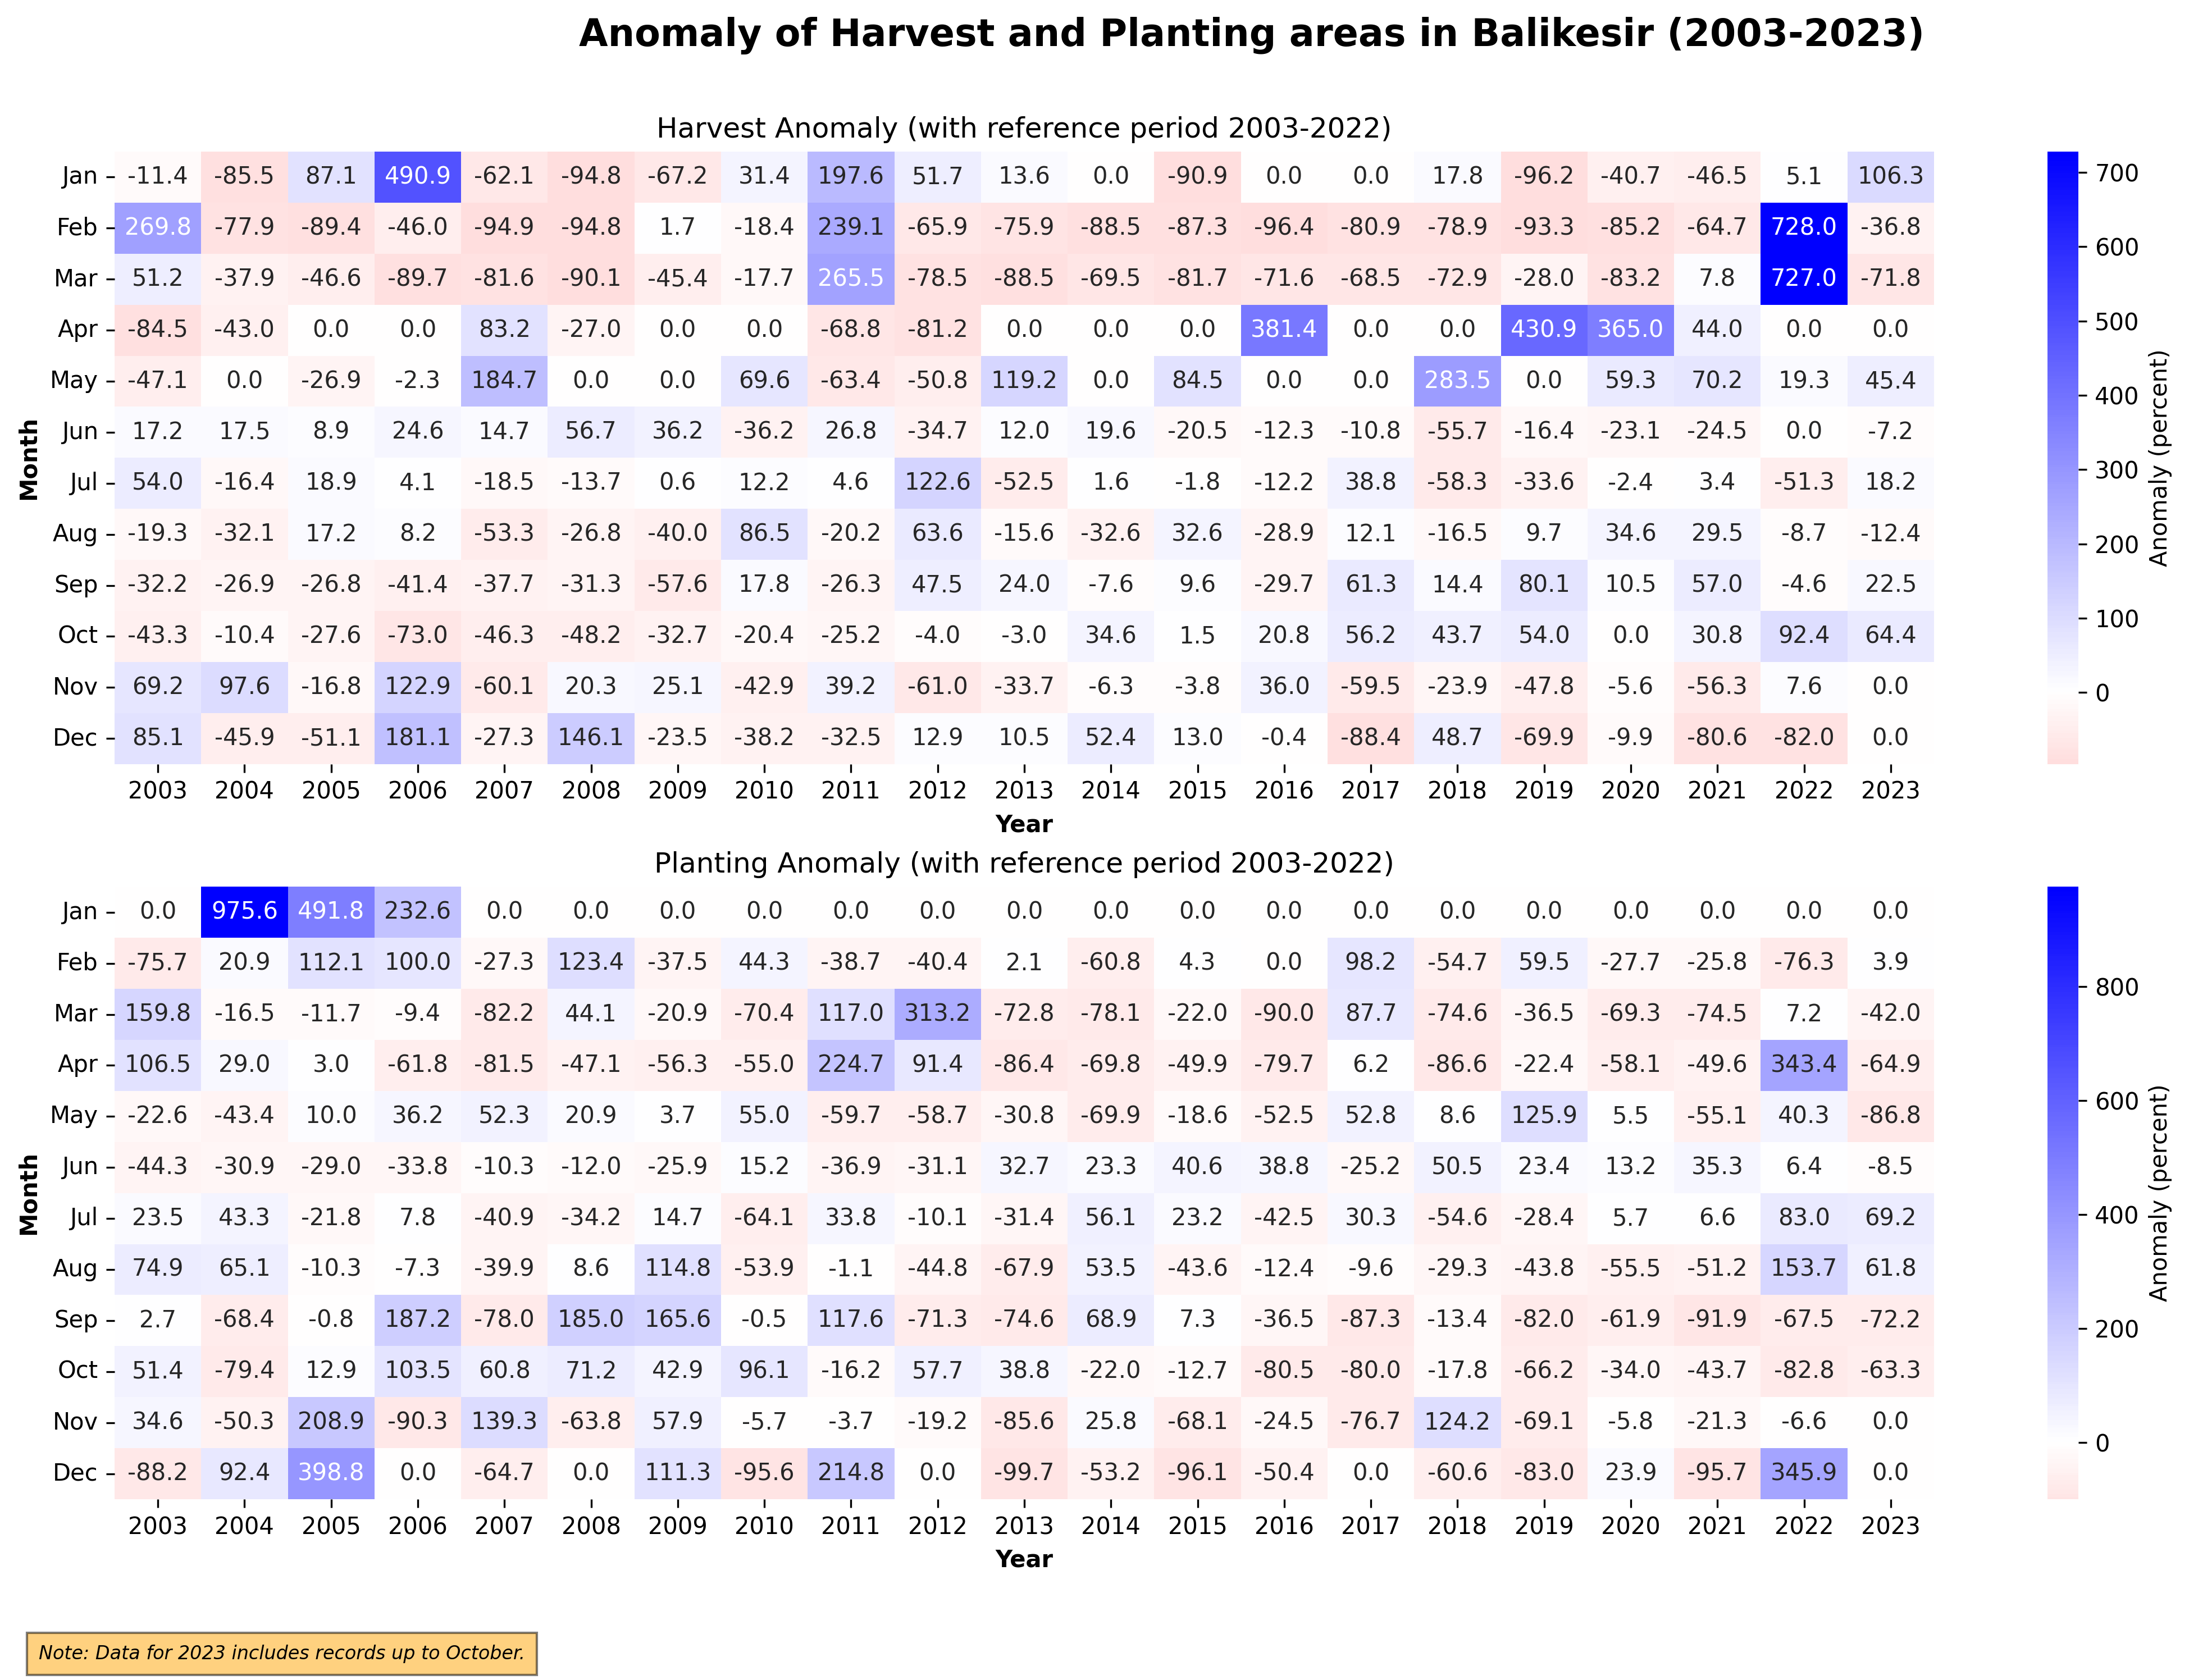 Anomaly of Harvest and Planting areas in Balikesir (2003-2023)
Harvest Anomaly (with reference period 2003-2022)
Jan -11.4 -85.5 87.1 490.9 -62.1 -94.8 -67.2 31.4 197.6 51.7 13.6 0.0 -90.9 0.0 0.0 17.8 -96.2 -40.7 -46.5 5.1 106.3
Feb 269.8 -77.9 -89.4 -46.0 -94.9 -94.8 1.7 -18.4 239.1 -65.9 -75.9 -88.5 -87.3 -96.4 -80.9 -78.9 -93.3 -85.2 -64.7 728.0 -36.8
Mar 51.2 -37.9 -46.6 -89.7 -81.6 -90.1 -45.4 -17.7 265.5 -78.5 -88.5 -69.5 -81.7 -71.6 -68.5 -72.9 -28.0 -83.2 7.8 727.0 -71.8
Apr -84.5 -43.0 0.0 0.0 83.2 -27.0 0.0 0.0 -68.8 -81.2 0.0 0.0 0.0 381.4 0.0 0.0 430.9 365.0 44.0 0.0 0.0
May -47.1 0.0 -26.9 -2.3 184.7 0.0 0.0 69.6 -63.4 -50.8 119.2 0.0 84.5 0.0 0.0 283.5 0.0 59.3 70.2 19.3 45.4
Jun 17.2 17.5 8.9 24.6 14.7 56.7 36.2 -36.2 26.8 -34.7 12.0 19.6 -20.5 -12.3 -10.8 -55.7 -16.4 -23.1 -24.5 0.0 -7.2
Jul 54.0 -16.4 18.9 4.1 -18.5 -13.7 0.6 12.2 4.6 122.6 -52.5 1.6 -1.8 -12.2 38.8 -58.3 -33.6 -2.4 3.4 -51.3 18.2
Aug -19.3 -32.1 17.2 8.2 -53.3 -26.8 -40.0 86.5 -20.2 63.6 -15.6 -32.6 32.6 -28.9 12.1 -16.5 9.7 34.6 29.5 -8.7 -12.4
Sep -32.2 -26.9 -26.8 -41.4 -37.7 -31.3 -57.6 17.8 -26.3 47.5 24.0 -7.6 9.6 -29.7 61.3 14.4 80.1 10.5 57.0 -4.6 22.5
Oct -43.3 -10.4 -27.6 -73.0 -46.3 -48.2 -32.7 -20.4 -25.2 -4.0 -3.0 34.6 1.5 20.8 56.2 43.7 54.0 0.0 30.8 92.4 64.4
Nov 69.2 97.6 -16.8 122.9 -60.1 20.3 25.1 -42.9 39.2 -61.0 -33.7 -6.3 -3.8 36.0 -59.5 -23.9 -47.8 -5.6 -56.3 7.6 0.0
Dec 85.1 -45.9 -51.1 181.1 -27.3 146.1 -23.5 -38.2 -32.5 12.9 10.5 52.4 13.0 -0.4 -88.4 48.7 -69.9 -9.9 -80.6 -82.0 0.0
2003 2004 2005 2006 2007 2008 2009 2010 2011 2012 2013 2014 2015 2016 2017 2018 2019 2020 2021 2022 2023
Year
Month
700
600
500
400
300
200
100
0
Anomaly (percent)
Planting Anomaly (with reference period 2003-2022)
Jan 0.0 975.6 491.8 232.6 0.0 0.0 0.0 0.0 0.0 0.0 0.0 0.0 0.0 0.0 0.0 0.0 0.0 0.0 0.0 0.0 0.0
Feb -75.7 20.9 112.1 100.0 -27.3 123.4 -37.5 44.3 -38.7 -40.4 2.1 -60.8 4.3 0.0 98.2 -54.7 59.5 -27.7 -25.8 -76.3 3.9
Mar 159.8 -16.5 -11.7 -9.4 -82.2 44.1 -20.9 -70.4 117.0 313.2 -72.8 -78.1 -22.0 -90.0 87.7 -74.6 -36.5 -69.3 -74.5 7.2 -42.0
Apr 106.5 29.0 3.0 -61.8 -81.5 -47.1 -56.3 -55.0 224.7 91.4 -86.4 -69.8 -49.9 -79.7 6.2 -86.6 -22.4 -58.1 -49.6 343.4 -64.9
May -22.6 -43.4 10.0 36.2 52.3 20.9 3.7 55.0 -59.7 -58.7 -30.8 -69.9 -18.6 -52.5 52.8 8.6 125.9 5.5 -55.1 40.3 -86.8
Jun -44.3 -30.9 -29.0 -33.8 -10.3 -12.0 -25.9 15.2 -36.9 -31.1 32.7 23.3 40.6 38.8 -25.2 50.5 23.4 13.2 35.3 6.4 -8.5
Jul 23.5 43.3 -21.8 7.8 -40.9 -34.2 14.7 -64.1 33.8 -10.1 -31.4 56.1 23.2 -42.5 30.3 -54.6 -28.4 5.7 6.6 83.0 69.2
Aug 74.9 65.1 -10.3 -7.3 -39.9 8.6 114.8 -53.9 -1.1 -44.8 -67.9 53.5 -43.6 -12.4 -9.6 -29.3 -43.8 -55.5 -51.2 153.7 61.8
Sep 2.7 -68.4 -0.8 187.2 -78.0 185.0 165.6 -0.5 117.6 -71.3 -74.6 68.9 7.3 -36.5 -87.3 -13.4 -82.0 -61.9 -91.9 -67.5 -72.2
Oct 51.4 -79.4 12.9 103.5 60.8 71.2 42.9 96.1 -16.2 57.7 38.8 -22.0 -12.7 -80.5 -80.0 -17.8 -66.2 -34.0 -43.7 -82.8 -63.3
Nov 34.6 -50.3 208.9 -90.3 139.3 -63.8 57.9 -5.7 -3.7 -19.2 -85.6 25.8 -68.1 -24.5 -76.7 124.2 -69.1 -5.8 -21.3 -6.6 0.0
Dec -88.2 92.4 398.8 0.0 -64.7 0.0 111.3 -95.6 214.8 0.0 -99.7 -53.2 -96.1 -50.4 0.0 -60.6 -83.0 23.9 -95.7 345.9 0.0
2003 2004 2005 2006 2007 2008 2009 2010 2011 2012 2013 2014 2015 2016 2017 2018 2019 2020 2021 2022 2023
Year
Month
800
600
400
200
0
Anomaly (percent)
Note: Data for 2023 includes records up to October.